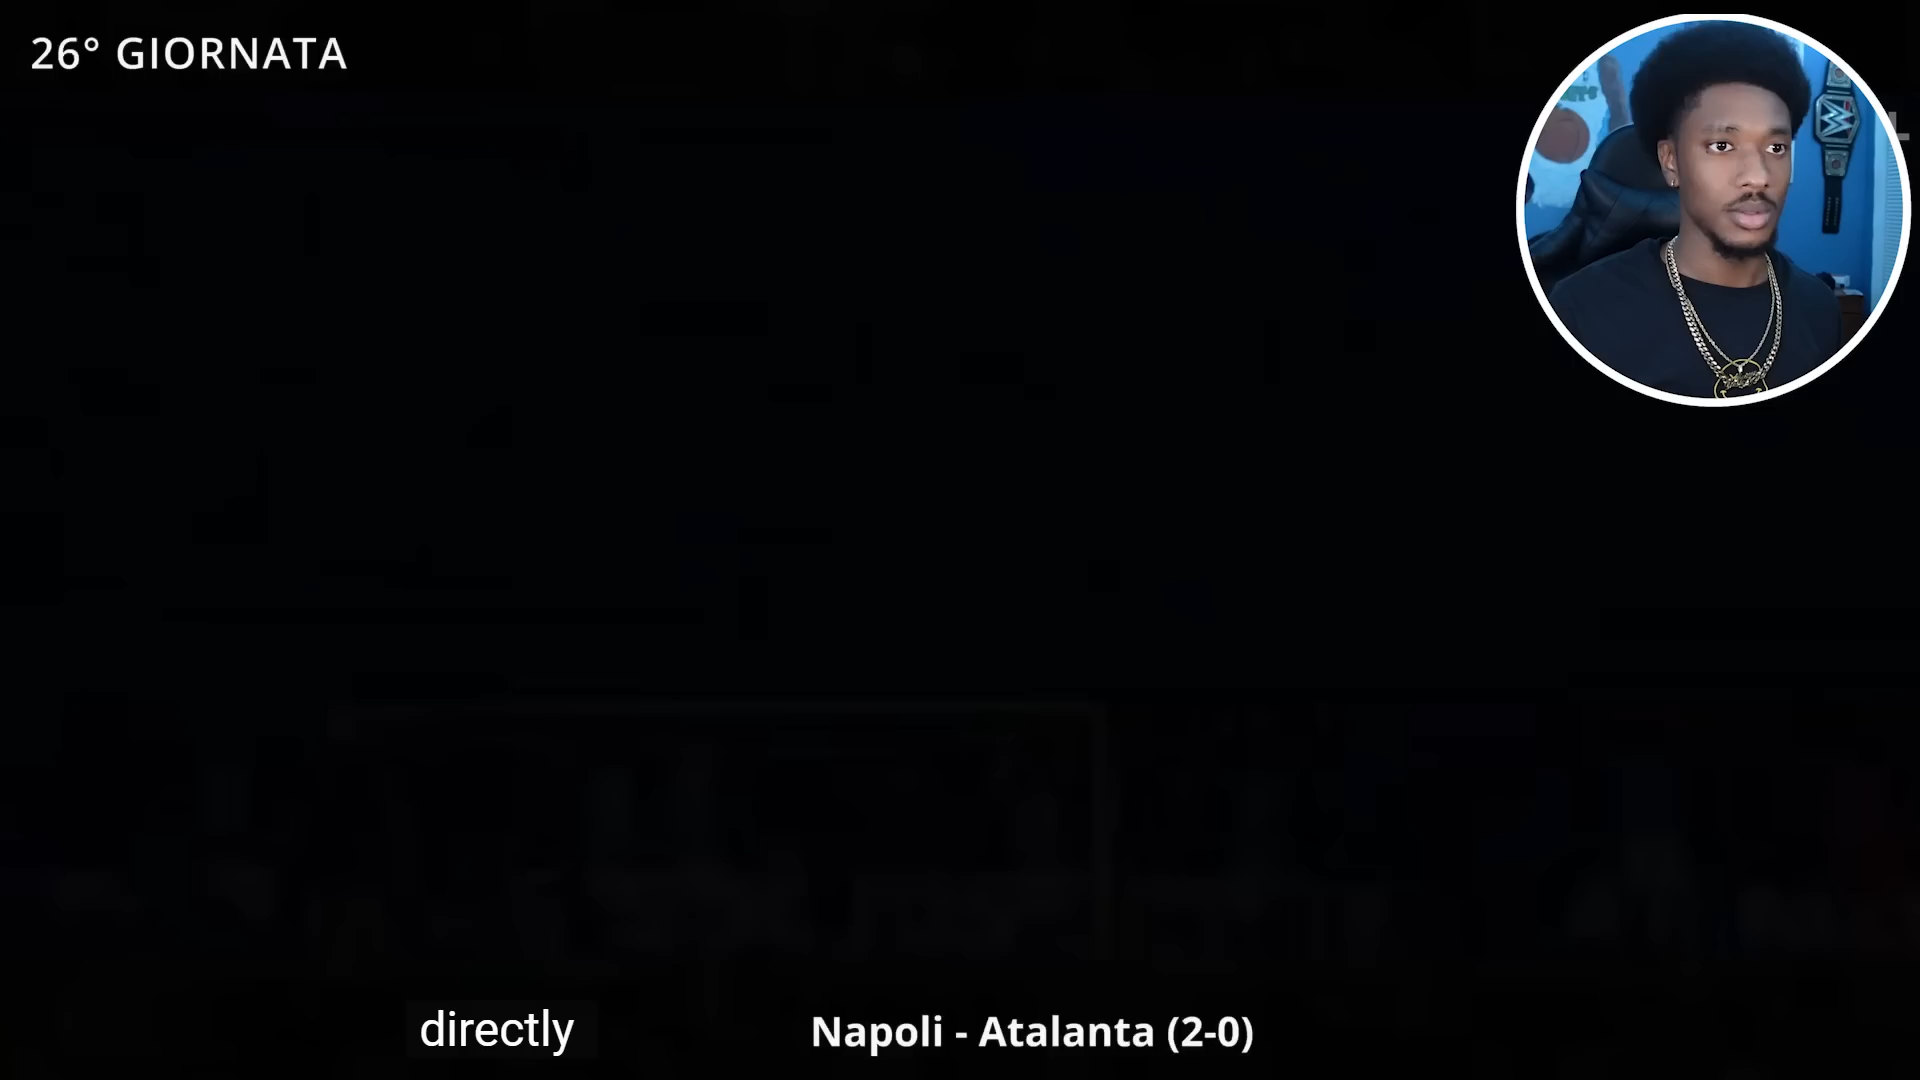 26° GIORNATA
directly
Napoli - Atalanta (2-0)